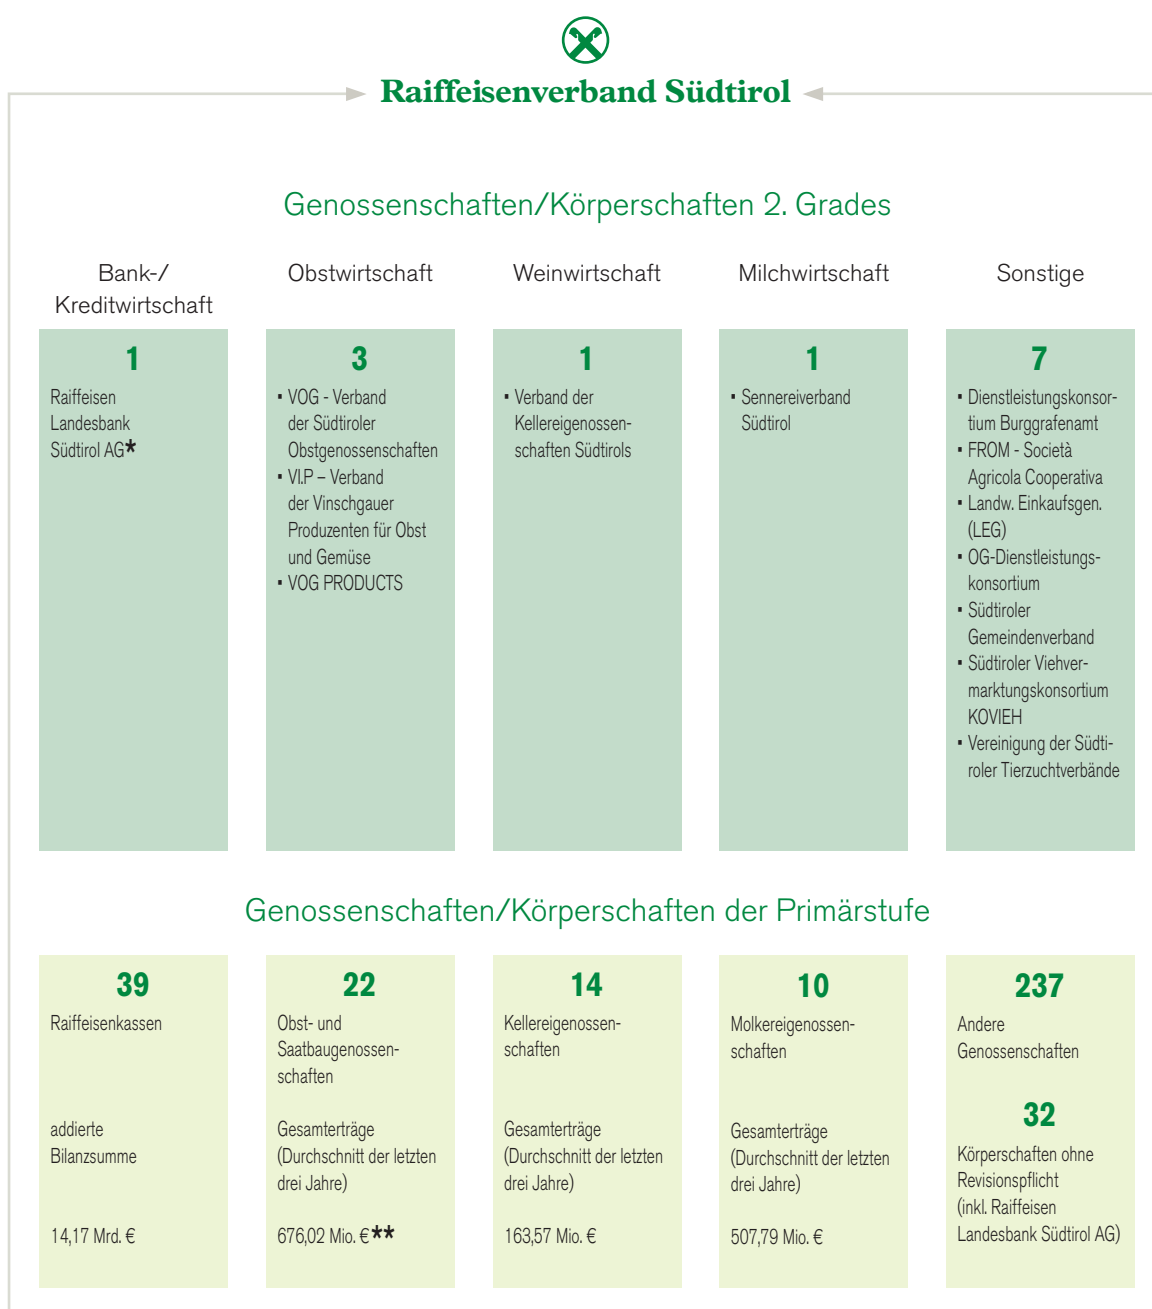 Raiffeisenverband Südtirol
Genossenschaften/Körperschaften 2. Grades
Bank-/
Kreditwirtschaft
1
Raiffeisen
Landesbank
Südtirol AG*
Obstwirtschaft
3
▪ VOG - Verband
der Südtiroler
Obstgenossenschaften
▪ VI.P – Verband
der Vinschgauer
Produzenten für Obst
und Gemüse
▪ VOG PRODUCTS
Weinwirtschaft
1
▪ Verband der
Kellereigenossen-
schaften Südtirols
Milchwirtschaft
1
▪ Sennereiverband
Südtirol
Sonstige
7
▪ Dienstleistungskonsor-
tium Burggrafenamt
▪ FROM - Società
Agricola Cooperativa
▪ Landw. Einkaufsgen.
(LEG)
▪ OG-Dienstleistungs-
konsortium
▪ Südtiroler
Gemeindenverband
▪ Südtiroler Viehver-
marktungskonsortium
KOVIEH
▪ Vereinigung der Südti-
roler Tierzuchtverbände
Genossenschaften/Körperschaften der Primärstufe
39
Raiffeisenkassen
addierte
Bilanzsumme
14,17 Mrd. €
22
Obst- und
Saatbaugenossen-
schaften
Gesamterträge
(Durchschnitt der letzten
drei Jahre)
676,02 Mio. €**
14
Kellereigenossen-
schaften
Gesamterträge
(Durchschnitt der letzten
drei Jahre)
163,57 Mio. €
10
Molkereigenossen-
schaften
Gesamterträge
(Durchschnitt der letzten
drei Jahre)
507,79 Mio. €
237
Andere
Genossenschaften
32
Körperschaften ohne
Revisionspflicht
(inkl. Raiffeisen
Landesbank Südtirol AG)